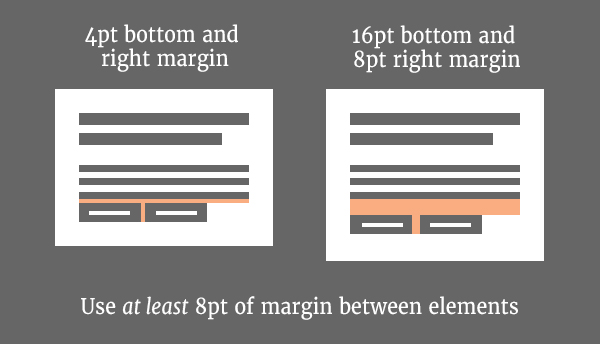 4pt bottom and
right margin
16pt bottom and
8pt right margin
Use at least 8pt of margin between elements